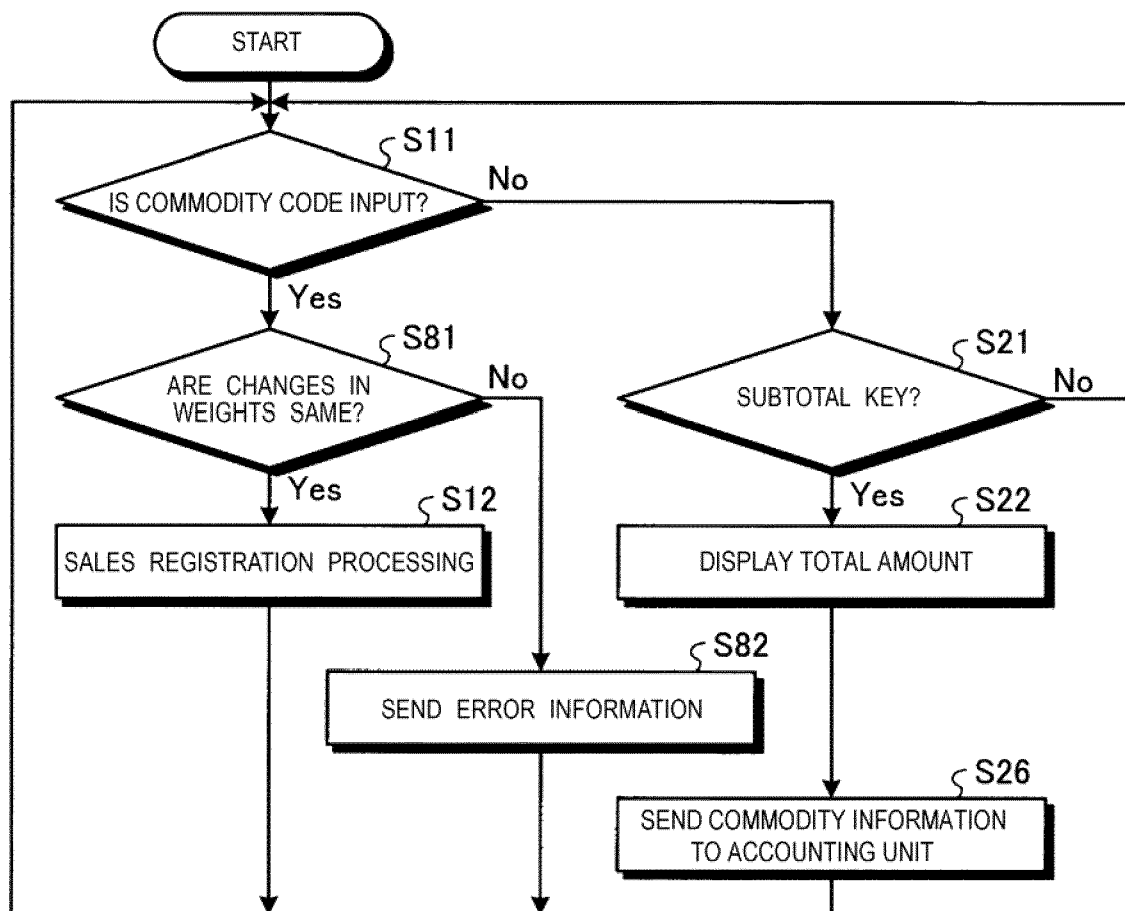 START
S11
IS COMMODITY CODE INPUT?
No
Yes
S81
ARE CHANGES IN
WEIGHTS SAME?
No
Yes
S21
SUBTOTAL KEY?
No
Yes
S12
SALES REGISTRATION PROCESSING
S22
DISPLAY TOTAL AMOUNT
S82
SEND ERROR INFORMATION
S26
SEND COMMODITY INFORMATION
TO ACCOUNTING UNIT